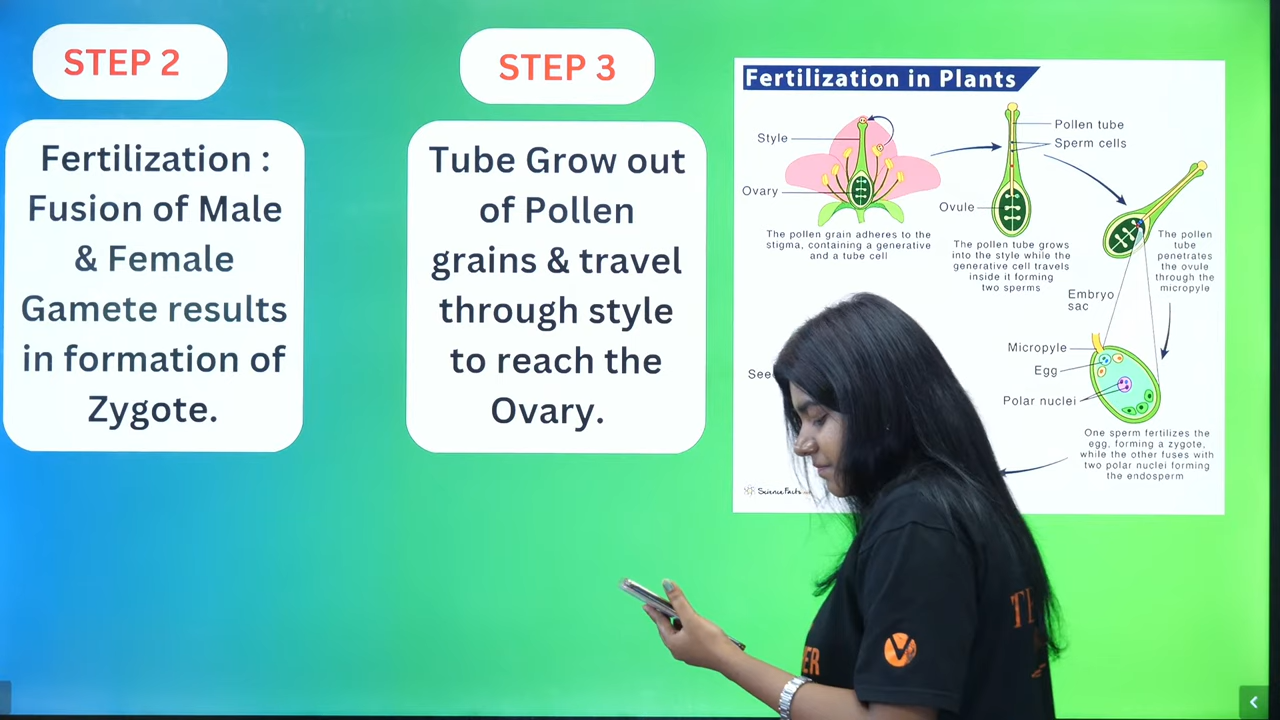 STEP 2
Fertilization :
Fusion of Male
& Female
Gamete results
in formation of
Zygote.
STEP 3
Tube Grow out
of Pollen
grains & travel
through style
to reach the
Ovary.
Fertilization in Plants
Style
Ovary
The pollen grain adheres to the
stigma, containing a generative
and a tube cell
Pollen tube
Sperm cells
Ovule
The pollen tube grows
into the style while the
generative cell travels
inside it forming
two sperms
The pollen
tube
penetrates
the ovule
through the
micropyle
Embryo
sac
Micropyle
Egg
Polar nuclei
One sperm fertilizes the
egg, forming a zygote,
while the other fuses with
two polar nuclei forming
the endosperm